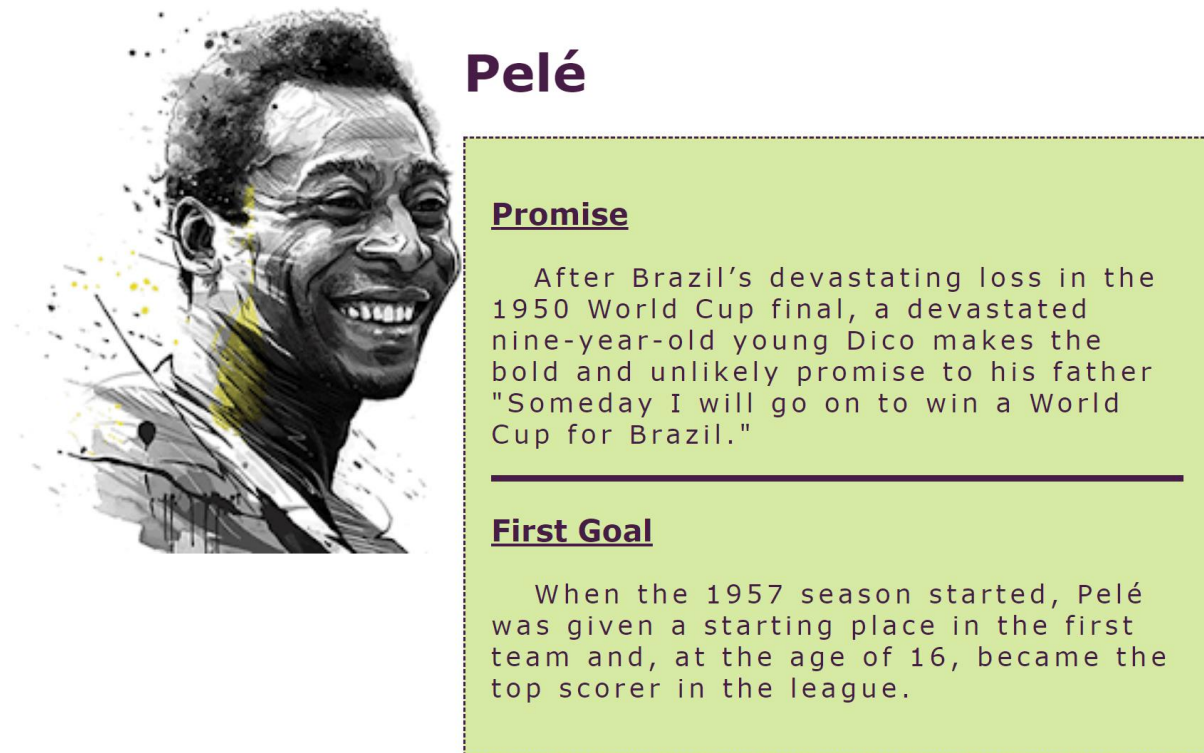 Pelé
Promise
After Brazil’s devastating loss in the
1950 World Cup final, a devastated
nine-year-old young Dico makes the
bold and unlikely promise to his father
"Someday I will go on to win a World
Cup for Brazil."
First Goal
When the 1957 season started, Pelé
was given a starting place in the first
team and, at the age of 16, became the
top scorer in the league.